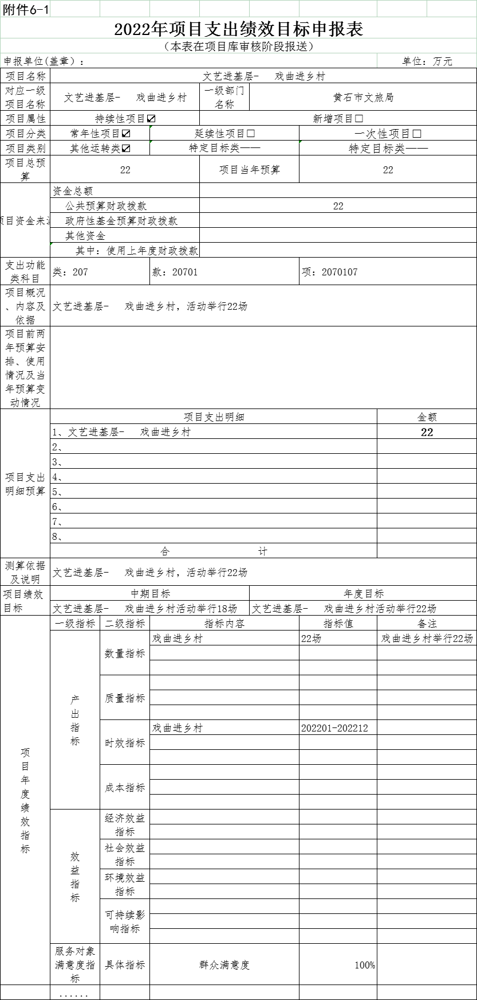 附件6-1
2022年项目支出绩效目标申报表
（本表在项目库审核阶段报送）
申报单位(盖章）： 单位：万元
项目名称 文艺进基层- 戏曲进乡村
对应一级项目名称 文艺进基层- 戏曲进乡村 一级部门名称 黄石市文旅局
项目属性 持续性项目☑ 新增项目□
项目分类 常年性项目☑ 延续性项目□ 一次性项目□
项目类别 其他运转类☑ 特定目标类—— 特定目标类——
项目总预算 22 项目当年预算 22
项目资金来源 资金总额
公共预算财政拨款 22
政府性基金预算财政拨款
其他资金
其中：使用上年度财政拨款
支出功能类科目 类：207 款：20701 项：2070107
项目概况、内容及依据 文艺进基层- 戏曲进乡村，活动举行22场
项目前两年预算安排、使用情况及当年预算变动情况
项目支出明细预算 项目支出明细 金额
1、文艺进基层- 戏曲进乡村 22
2、
3、
4、
5、
6、
7、
8、
合 计
测算依据及说明 文艺进基层- 戏曲进乡村，活动举行22场
项目绩效目标 中期目标 年度目标
文艺进基层- 戏曲进乡村活动举行18场 文艺进基层- 戏曲进乡村活动举行22场
项目年度绩效指标 一级指标 二级指标 指标内容 指标值 备注
产出指标 数量指标 戏曲进乡村 22场 戏曲进乡村举行22场
质量指标
时效指标 戏曲进乡村 202201-202212
成本指标
效益指标 经济效益指标
社会效益指标
环境效益指标
可持续影响指标
服务对象满意度指标 具体指标 群众满意度 100%
......